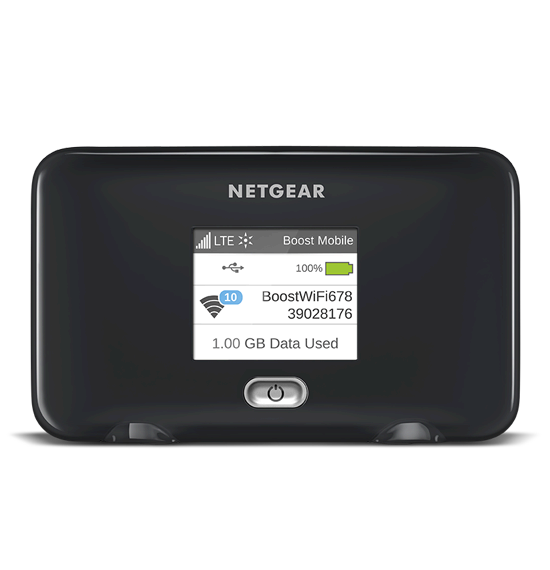 NETGEAR
LTE Boost Mobile
100%
10 BoostWiFi678
39028176
1.00 GB Data Used